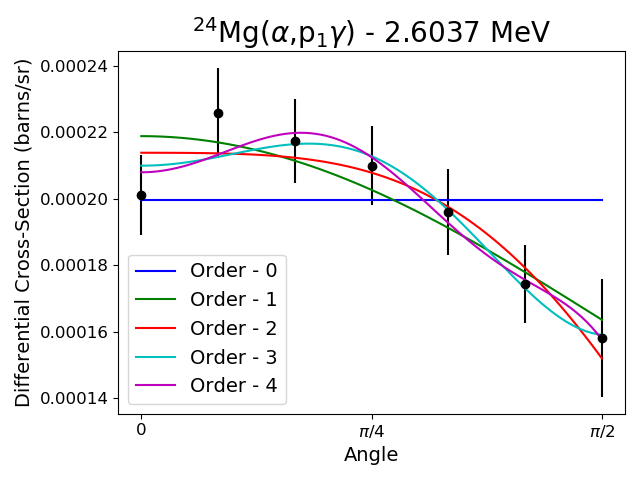 ²⁴Mg(α,p₁γ) - 2.6037 MeV
Differential Cross-Section (barns/sr)
0.00024
0.00022
0.00020
0.00018
0.00016
0.00014
Order - 0
Order - 1
Order - 2
Order - 3
Order - 4
0
π/4
π/2
Angle